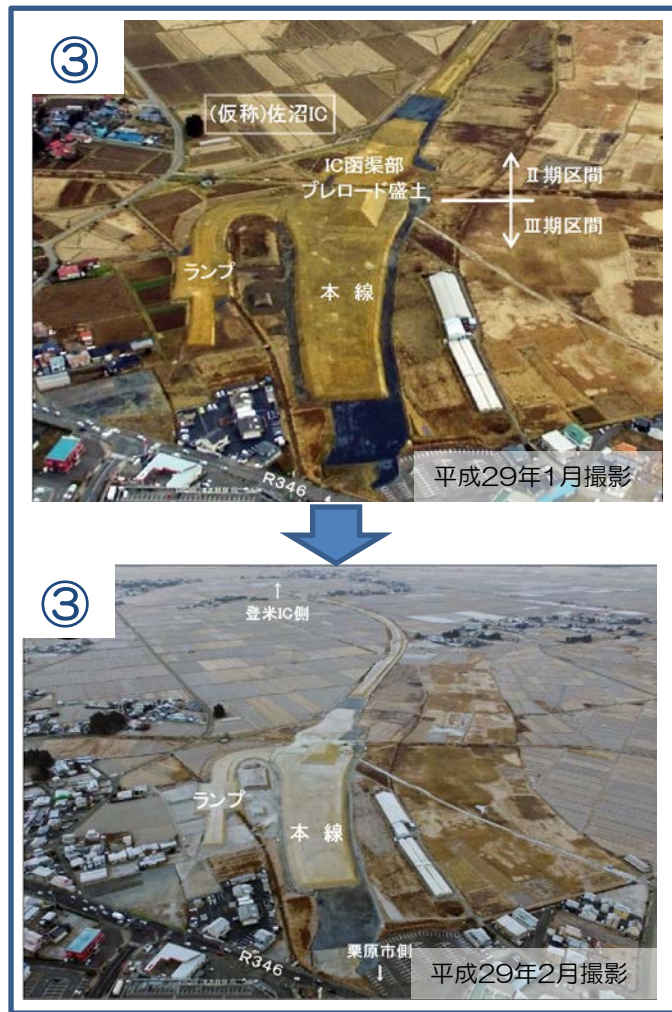 ③
(仮称)佐沼IC
IC函渠部
プレロード盛土
Ⅱ期区間
Ⅲ期区間
ランプ
本 線
R346
平成29年1月撮影
③
↑
登米IC側
ランプ
本 線
R346
栗原市側
↓
平成29年2月撮影